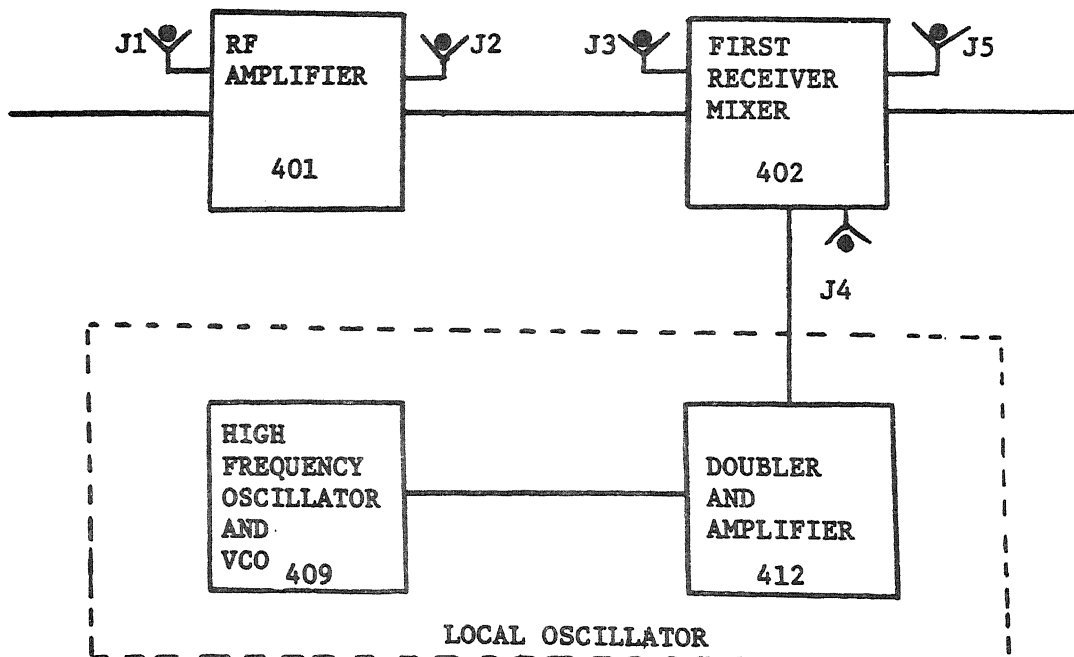 J1
RF
AMPLIFIER
401
J2
J3
FIRST
RECEIVER
MIXER
402
J5
J4
HIGH
FREQUENCY
OSCILLATOR
AND
VCO
409
DOUBLER
AND
AMPLIFIER
412
LOCAL OSCILLATOR